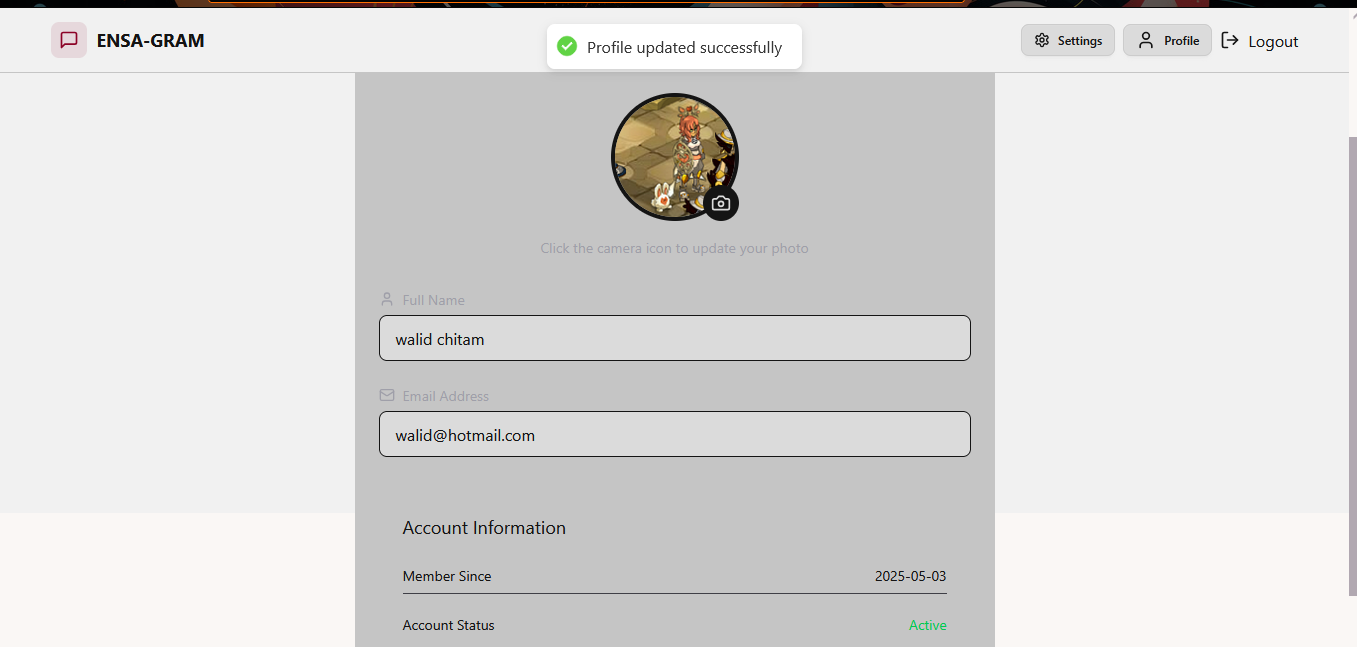 ENSA-GRAM
Profile updated successfully
Settings
Profile
Logout
Click the camera icon to update your photo
Full Name
walid chitam
Email Address
walid@hotmail.com
Account Information
Member Since 2025-05-03
Account Status Active